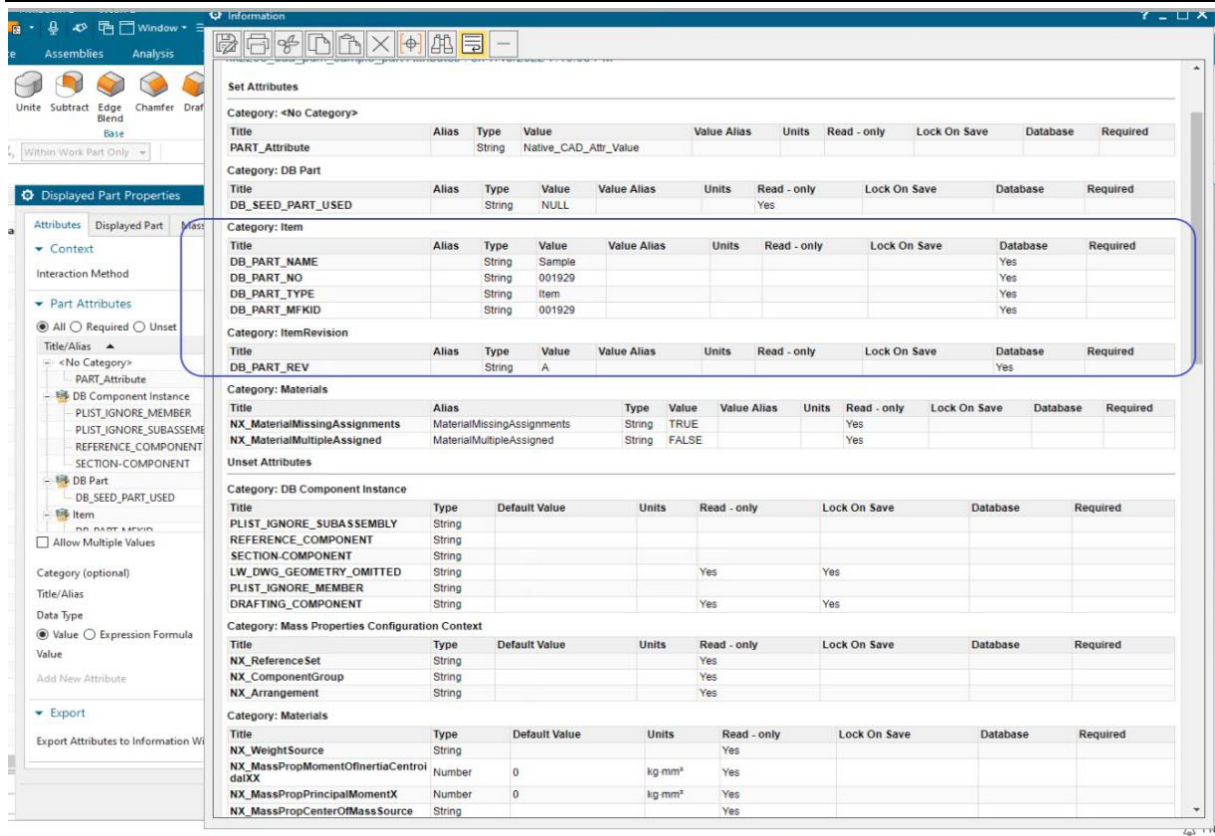 Information
Window
Assemblies Analysis
Unite Subtract Edge Blend Chamfer Draf
Base
Within Work Part Only
Displayed Part Properties
Attributes Displayed Part Mass
Context
Interaction Method
Part Attributes
All Required Unset
Title/Alias
<No Category>
PART_Attribute
DB Component Instance
PLIST_IGNORE_MEMBER
PLIST_IGNORE_SUBASSEME
REFERENCE_COMPONENT
SECTION-COMPONENT
DB Part
DB_SEED_PART_USED
Item
Allow Multiple Values
Category (optional)
Title/Alias
Data Type
Value Expression Formula
Value
Add New Attribute
Export
Export Attributes to Information Wi
Set Attributes
Category: <No Category>
Title Alias Type Value Value Alias Units Read - only Lock On Save Database Required
PART_Attribute String Native_CAD_Attr_Value
Category: DB Part
Title Alias Type Value Value Alias Units Read - only Lock On Save Database Required
DB_SEED_PART_USED String NULL Yes
Category: Item
Title Alias Type Value Value Alias Units Read - only Lock On Save Database Required
DB_PART_NAME String Sample Yes
DB_PART_NO String 001929 Yes
DB_PART_TYPE String Item Yes
DB_PART_MFKID String 001929 Yes
Category: ItemRevision
Title Alias Type Value Value Alias Units Read - only Lock On Save Database Required
DB_PART_REV String A Yes
Category: Materials
Title Alias Type Value Value Alias Units Read - only Lock On Save Database Required
NX_MaterialMissingAssignments MaterialMissingAssignments String TRUE Yes
NX_MaterialMultipleAssigned MaterialMultipleAssigned String FALSE Yes
Unset Attributes
Category: DB Component Instance
Title Type Default Value Units Read - only Lock On Save Database Required
PLIST_IGNORE_SUBASSEMBLY String
REFERENCE_COMPONENT String
SECTION-COMPONENT String
LW_DWG_GEOMETRY_OMITTED String Yes Yes
PLIST_IGNORE_MEMBER String
DRAFTING_COMPONENT String Yes Yes
Category: Mass Properties Configuration Context
Title Type Default Value Units Read - only Lock On Save Database Required
NX_ReferenceSet String Yes
NX_ComponentGroup String Yes
NX_Arrangement String Yes
Category: Materials
Title Type Default Value Units Read - only Lock On Save Database Required
NX_WeightSource String Yes
NX_MassPropMomentOfInertiaCentroi
dalXX Number 0 kg·mm² Yes
NX_MassPropPrincipalMomentX Number 0 kg·mm² Yes
NX_MassPropCenterOfMassSource String Yes